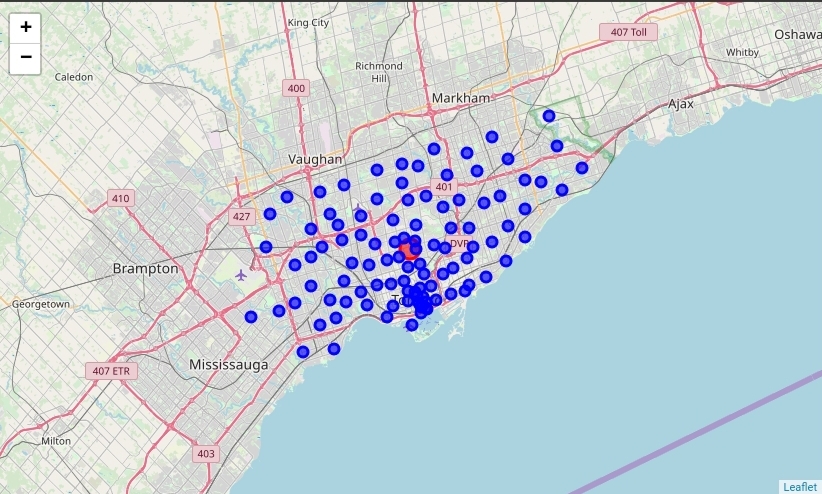 +
−
King City
407 Toll
Oshawa
Whitby
Richmond
Hill
Caledon
400
Markham
Ajax
Vaughan
401
410
427
DVP
Brampton
Georgetown
Mississauga
407 ETR
Milton
403
Leaflet